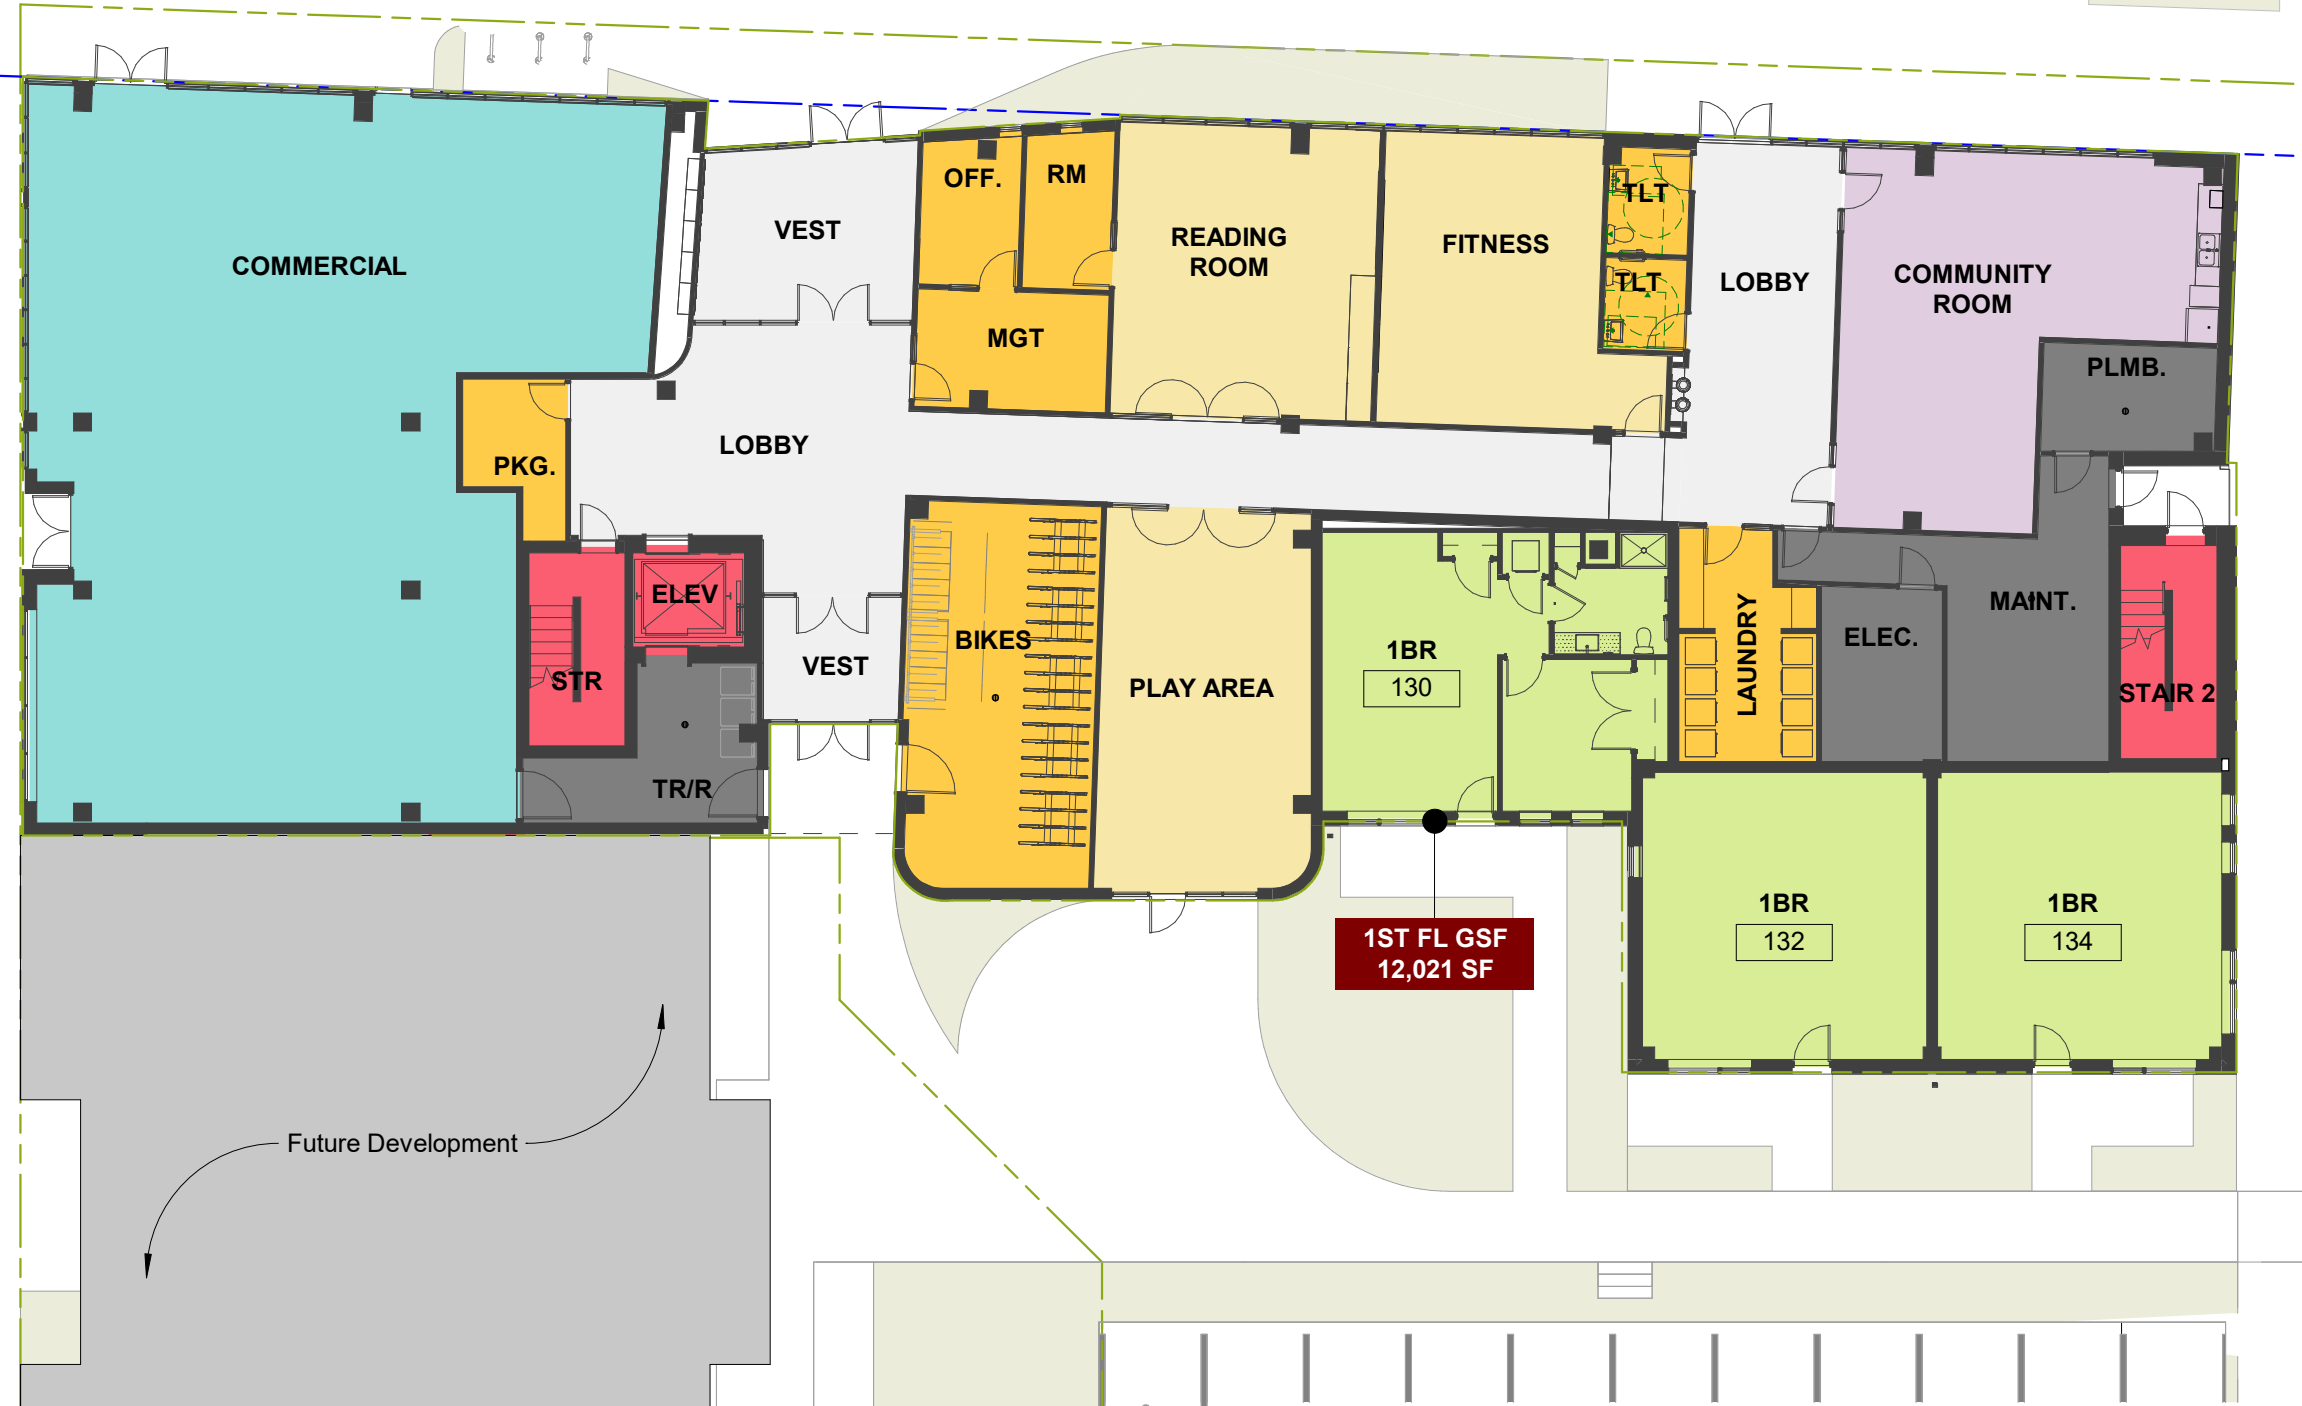 OFF.
RM
TLT
VEST
READING
ROOM
FITNESS
COMMERCIAL
TLT
LOBBY
COMMUNITY
ROOM
MGT
PLMB.
LOBBY
PKG.
ELEV
MAINT.
BIKES
ELEC.
LAUNDRY
1BR
130
VEST
STR
PLAY AREA
STAIR 2
TR/R
1BR
132
1BR
134
1ST FL GSF
12,021 SF
Future Development